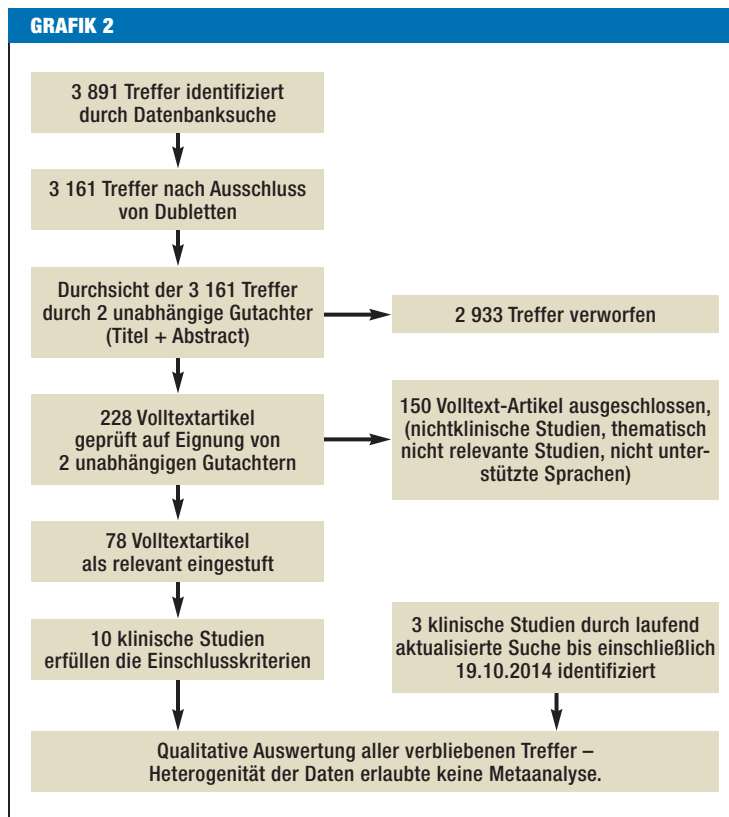 GRAFIK 2
3 891 Treffer identifiziert
durch Datenbanksuche
3 161 Treffer nach Ausschluss
von Dubletten
Durchsicht der 3 161 Treffer
durch 2 unabhängige Gutachter
(Titel + Abstract)
2 933 Treffer verworfen
228 Volltextartikel
geprüft auf Eignung von
2 unabhängigen Gutachtern
150 Volltext-Artikel ausgeschlossen,
(nichtklinische Studien, thematisch
nicht relevante Studien, nicht unter-
stützte Sprachen)
78 Volltextartikel
als relevant eingestuft
10 klinische Studien
erfüllen die Einschlusskriterien
3 klinische Studien durch laufend
aktualisierte Suche bis einschließlich
19.10.2014 identifiziert
Qualitative Auswertung aller verbliebenen Treffer –
Heterogenität der Daten erlaubte keine Metaanalyse.